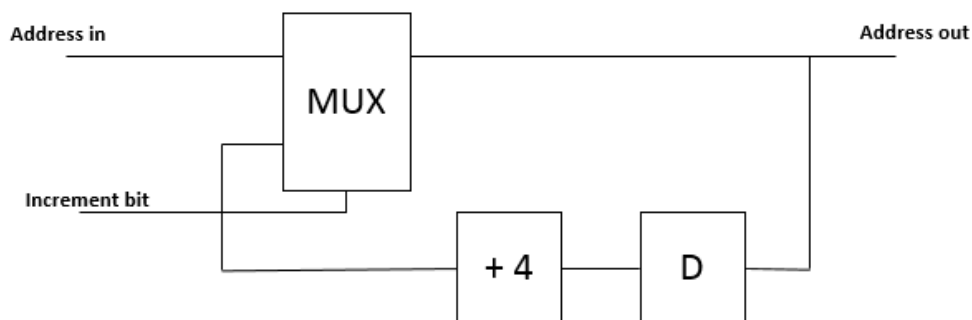 Address in
Address out
MUX
Increment bit
+ 4
D